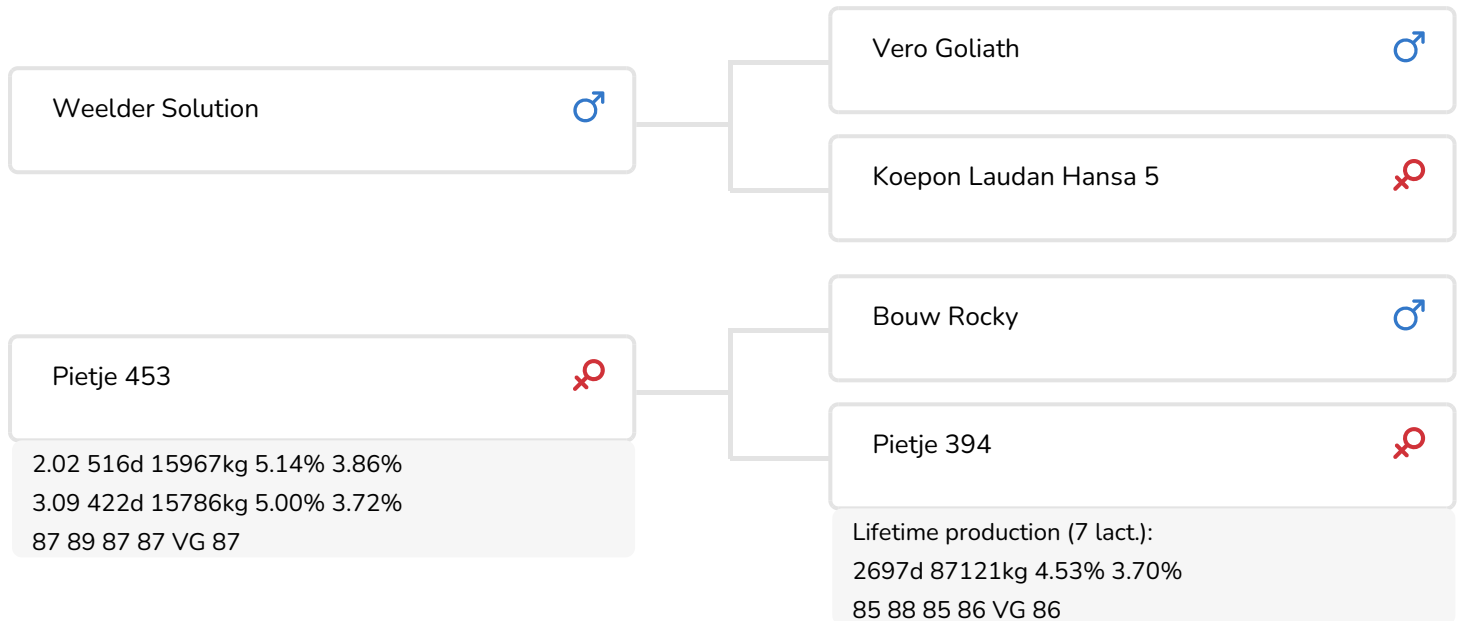 Weelder Solution
Vero Goliath
Koepon Laudan Hansa 5
Pietje 453
2.02 516d 15967kg 5.14% 3.86%
3.09 422d 15786kg 5.00% 3.72%
87 89 87 87 VG 87
Bouw Rocky
Pietje 394
Lifetime production (7 lact.):
2697d 87121kg 4.53% 3.70%
85 88 85 86 VG 86